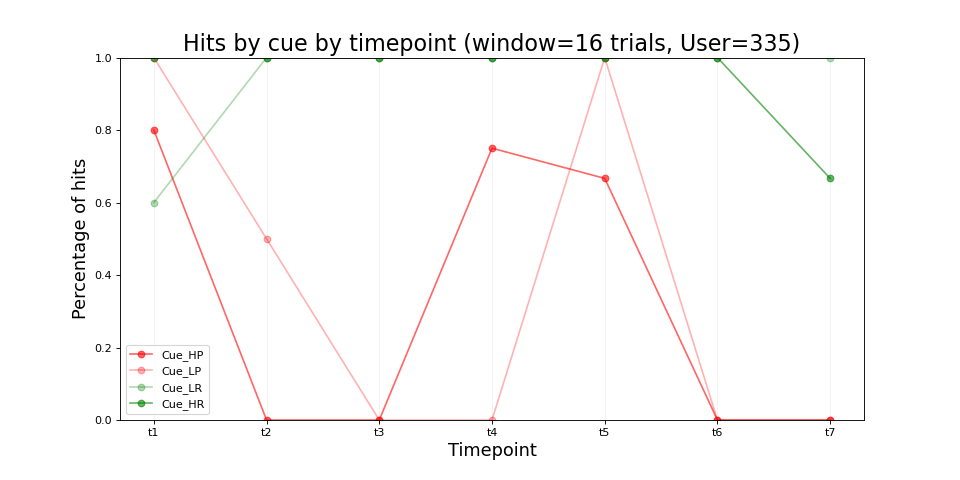 Hits by cue by timepoint (window=16 trials, User=335)
Percentage of hits
1.0
0.8
0.6
0.4
0.2
0.0
Cue_HP
Cue_LP
Cue_LR
Cue_HR
t1 t2 t3 t4 t5 t6 t7
Timepoint